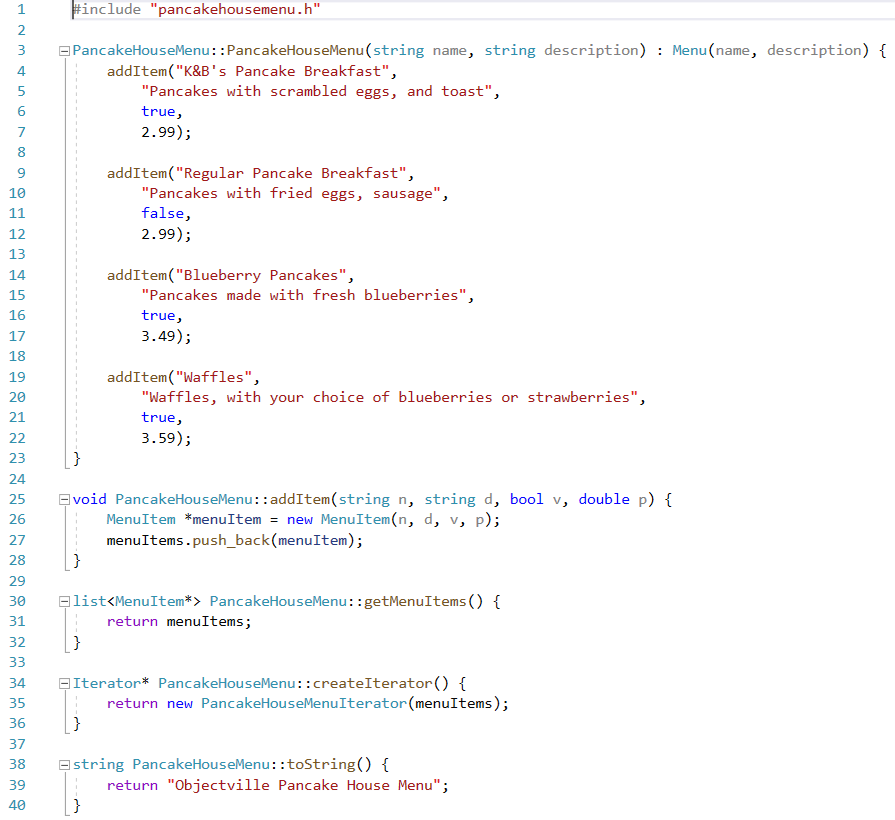 1 #include "pancakehousemenu.h"
2
3 PancakeHouseMenu::PancakeHouseMenu(string name, string description) : Menu(name, description) {
4     addItem("K&B's Pancake Breakfast",
5         "Pancakes with scrambled eggs, and toast",
6         true,
7         2.99);
8
9     addItem("Regular Pancake Breakfast",
10         "Pancakes with fried eggs, sausage",
11         false,
12         2.99);
13
14     addItem("Blueberry Pancakes",
15         "Pancakes made with fresh blueberries",
16         true,
17         3.49);
18
19     addItem("Waffles",
20         "Waffles, with your choice of blueberries or strawberries",
21         true,
22         3.59);
23 }
24
25 void PancakeHouseMenu::addItem(string n, string d, bool v, double p) {
26     MenuItem *menuItem = new MenuItem(n, d, v, p);
27     menuItems.push_back(menuItem);
28 }
29
30 list<MenuItem*> PancakeHouseMenu::getMenuItems() {
31     return menuItems;
32 }
33
34 Iterator* PancakeHouseMenu::createIterator() {
35     return new PancakeHouseMenuIterator(menuItems);
36 }
37
38 string PancakeHouseMenu::toString() {
39     return "Objectville Pancake House Menu";
40 }